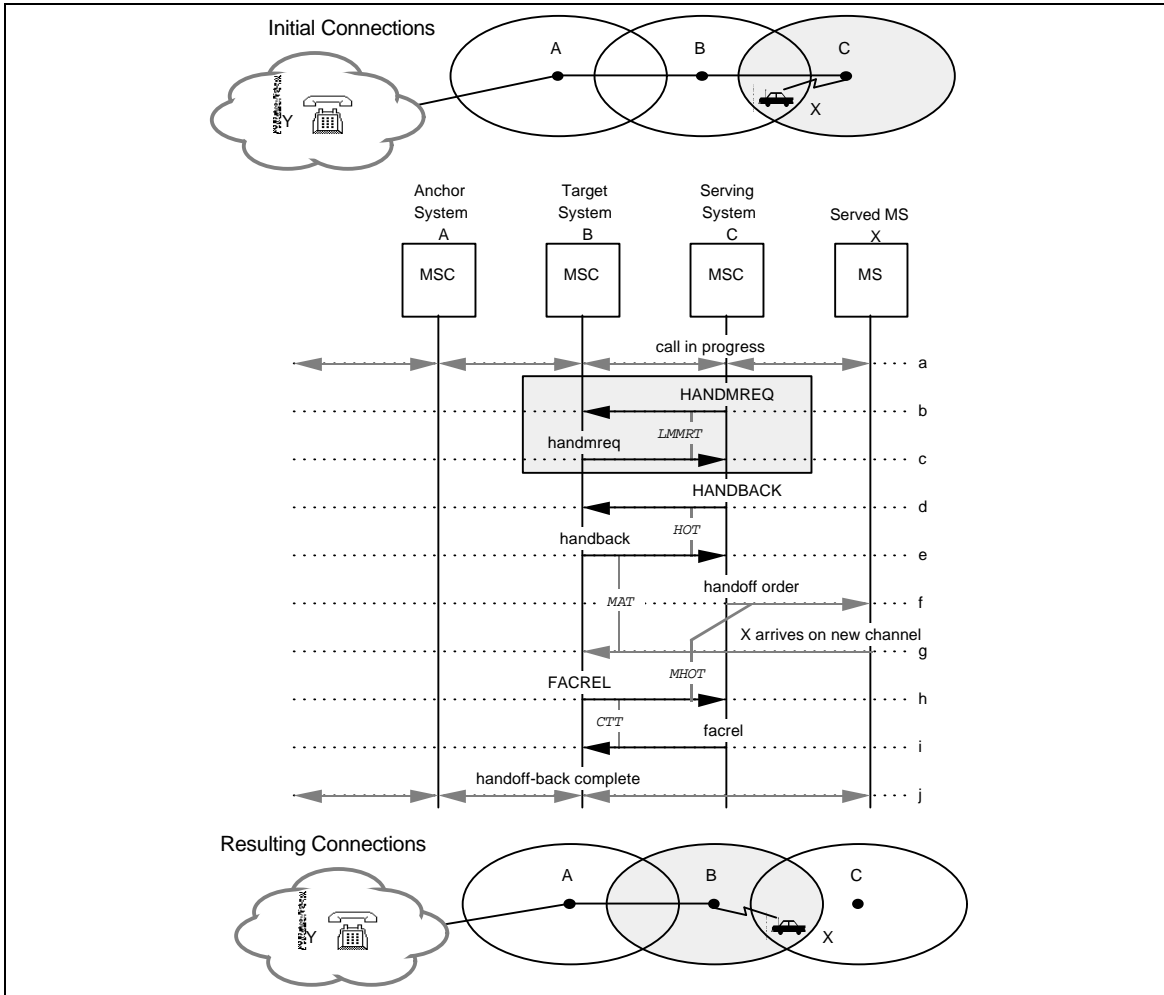 Initial Connections
A
B
C
Y
X
Anchor
System
A
Target
System
B
Serving
System
C
Served MS
X
MSC
MSC
MSC
MS
call in progress
a
HANDMREQ
b
LMMRT
handmreq
c
HANDBACK
d
HOT
handback
e
handoff order
MAT
f
X arrives on new channel
g
MHOT
FACREL
h
CTT
facrel
i
handoff-back complete
j
Resulting Connections
A
B
C
Y
X